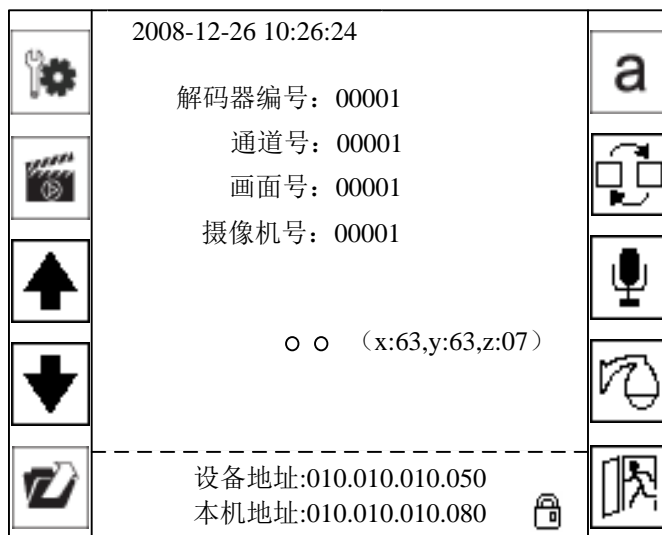 2008-12-26 10:26:24
a
解码器编号：00001
通道号：00001
画面号：00001
摄像机号：00001
（x:63,y:63,z:07）
设备地址:010.010.010.050
本机地址:010.010.010.080